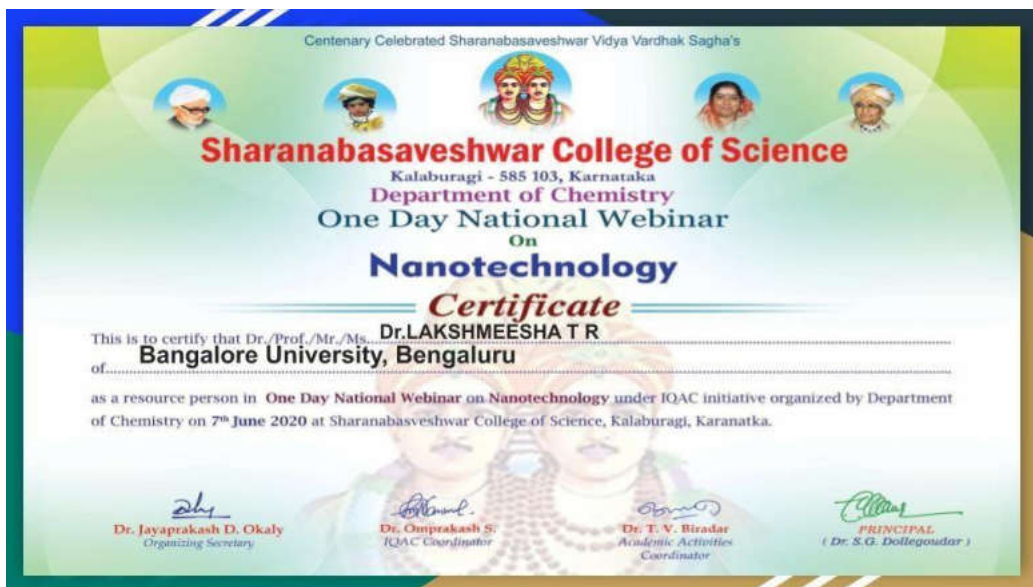 Centenary Celebrated Sharanabasaveshwar Vidya Vardhak Sagha's
Sharanabasaveshwar College of Science
Kalaburagi - 585 103, Karnataka
Department of Chemistry
One Day National Webinar
On
Nanotechnology
Certificate
This is to certify that Dr./Prof./Mr./Ms. Dr.LAKSHMEESHA T R
of Bangalore University, Bengaluru
as a resource person in One Day National Webinar on Nanotechnology under IQAC initiative organized by Department
of Chemistry on 7th June 2020 at Sharanabasveshwar College of Science, Kalaburagi, Karanatka.
Dr. Jayaprakash D. Okaly
Organizing Secretary
Dr. Omprakash S.
IQAC Coordinator
Dr. T. V. Biradar
Academic Activities
Coordinator
PRINCIPAL
( Dr. S.G. Dollegoudar )